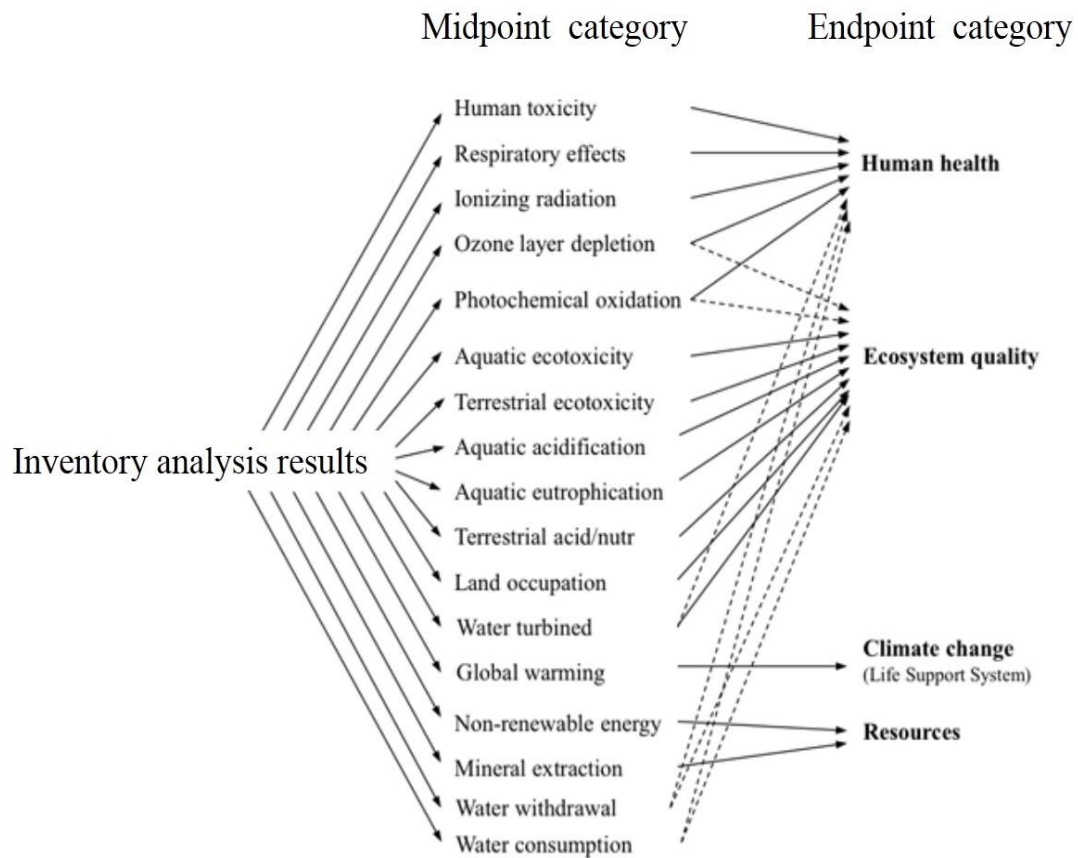 Midpoint category
Endpoint category
Human toxicity
Respiratory effects
Human health
Ionizing radiation
Ozone layer depletion
Photochemical oxidation
Aquatic ecotoxicity
Ecosystem quality
Terrestrial ecotoxicity
Aquatic acidification
Inventory analysis results
Aquatic eutrophication
Terrestrial acid/nutr
Land occupation
Water turbined
Climate change
(Life Support System)
Global warming
Non-renewable energy
Resources
Mineral extraction
Water withdrawal
Water consumption